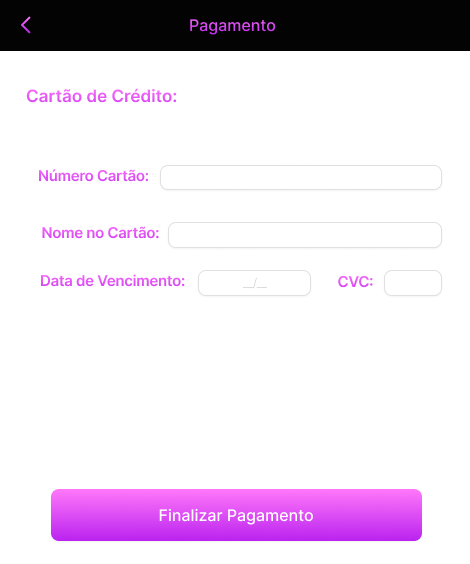 Pagamento
Cartão de Crédito:
Número Cartão:
Nome no Cartão:
Data de Vencimento: __/__ CVC:
Finalizar Pagamento